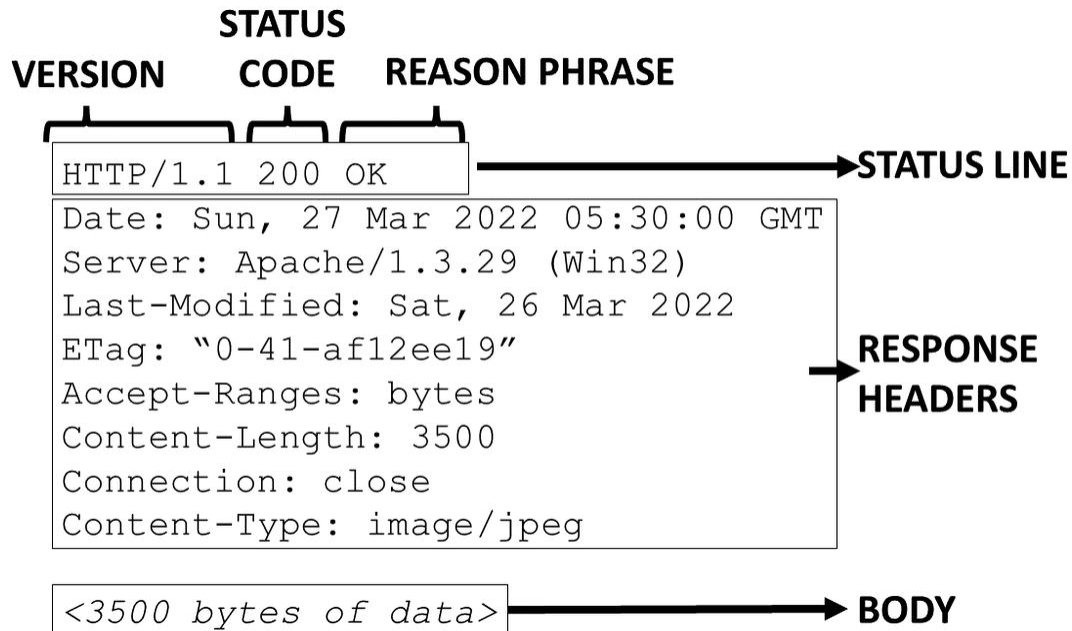 STATUS
VERSION CODE REASON PHRASE
HTTP/1.1 200 OK STATUS LINE
Date: Sun, 27 Mar 2022 05:30:00 GMT
Server: Apache/1.3.29 (Win32)
Last-Modified: Sat, 26 Mar 2022
ETag: “0-41-af12ee19”
Accept-Ranges: bytes
Content-Length: 3500
Connection: close
Content-Type: image/jpeg
RESPONSE
HEADERS
<3500 bytes of data> BODY